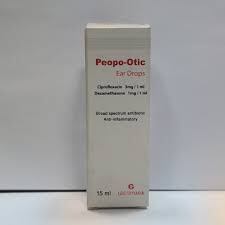 Peopo-Otic
Ear Drops
Ciprofloxacin 3mg / 1 ml
Dexamethasone 1mg / 1 ml
Broad spectrum antibiotic
Anti-inflammatory
15 ml
G